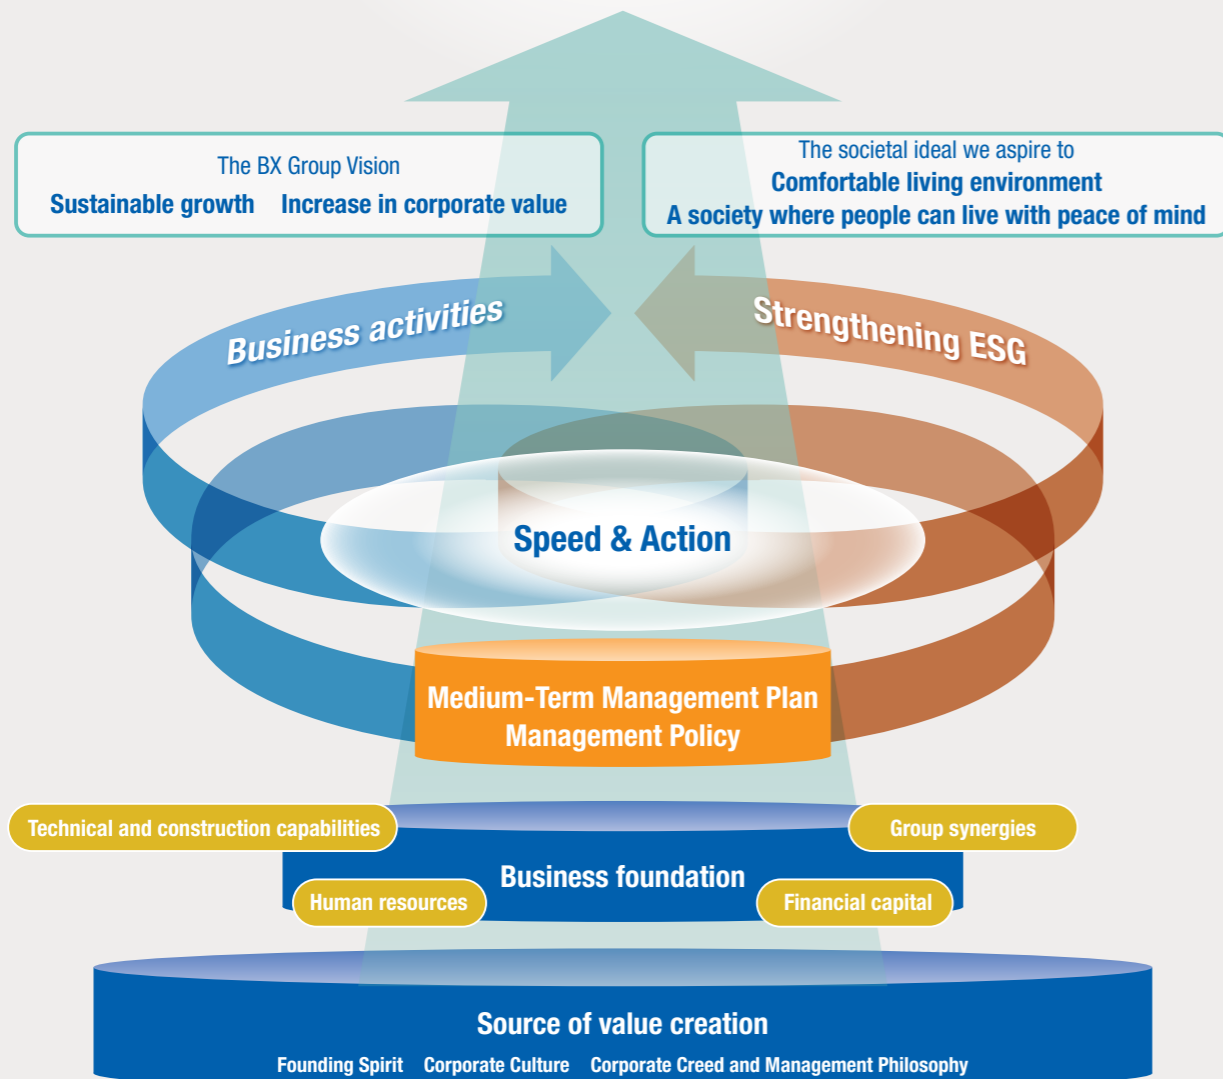 The BX Group Vision
Sustainable growth Increase in corporate value
The societal ideal we aspire to
Comfortable living environment
A society where people can live with peace of mind
Business activities
Strengthening ESG
Speed & Action
Medium-Term Management Plan
Management Policy
Technical and construction capabilities
Group synergies
Business foundation
Human resources
Financial capital
Source of value creation
Founding Spirit Corporate Culture Corporate Creed and Management Philosophy